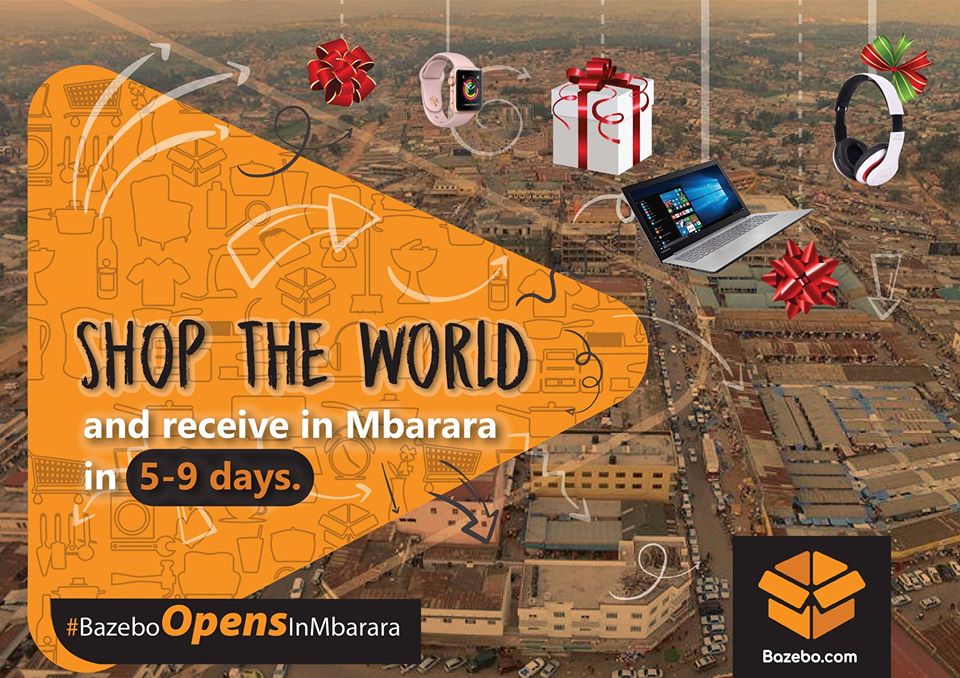 SHOP THE WORLD
and receive in Mbarara
in 5-9 days.
#BazeboOpensInMbarara
Bazebo.com